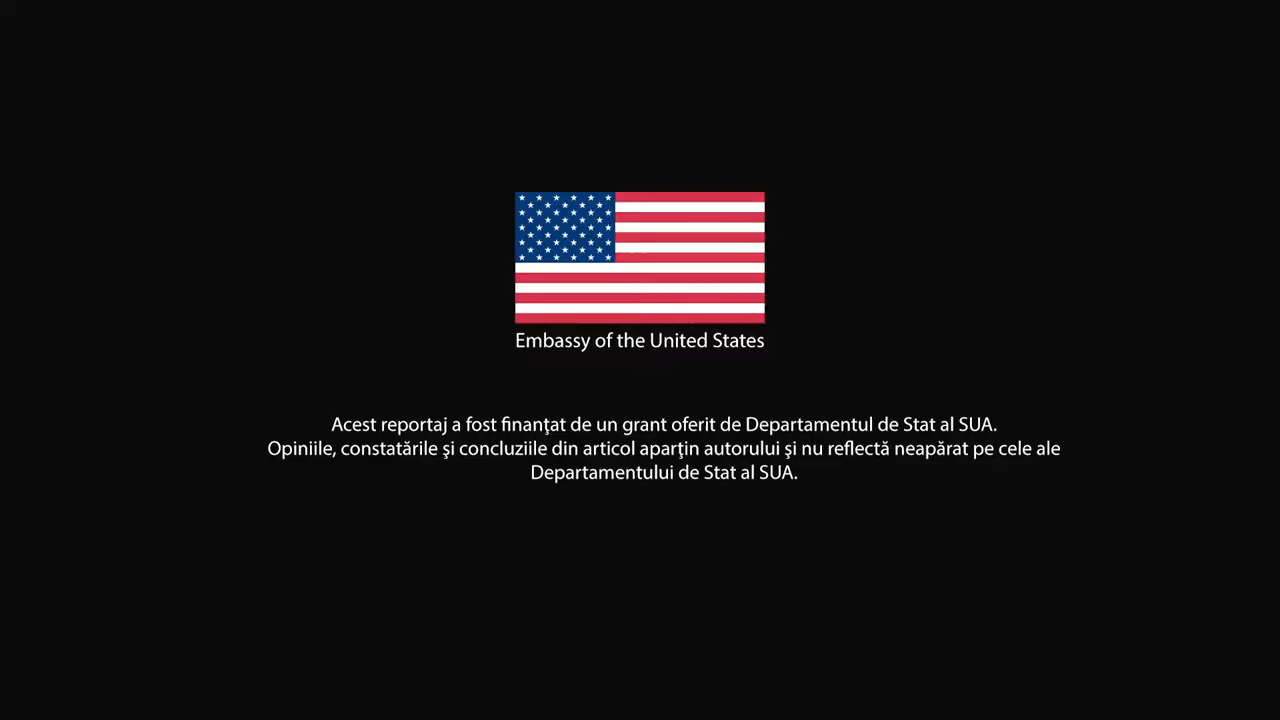 Embassy of the United States
Acest reportaj a fost finanţat de un grant oferit de Departamentul de Stat al SUA.
Opiniile, constatările şi concluziile din articol aparţin autorului şi nu reflectă neapărat pe cele ale
Departamentului de Stat al SUA.